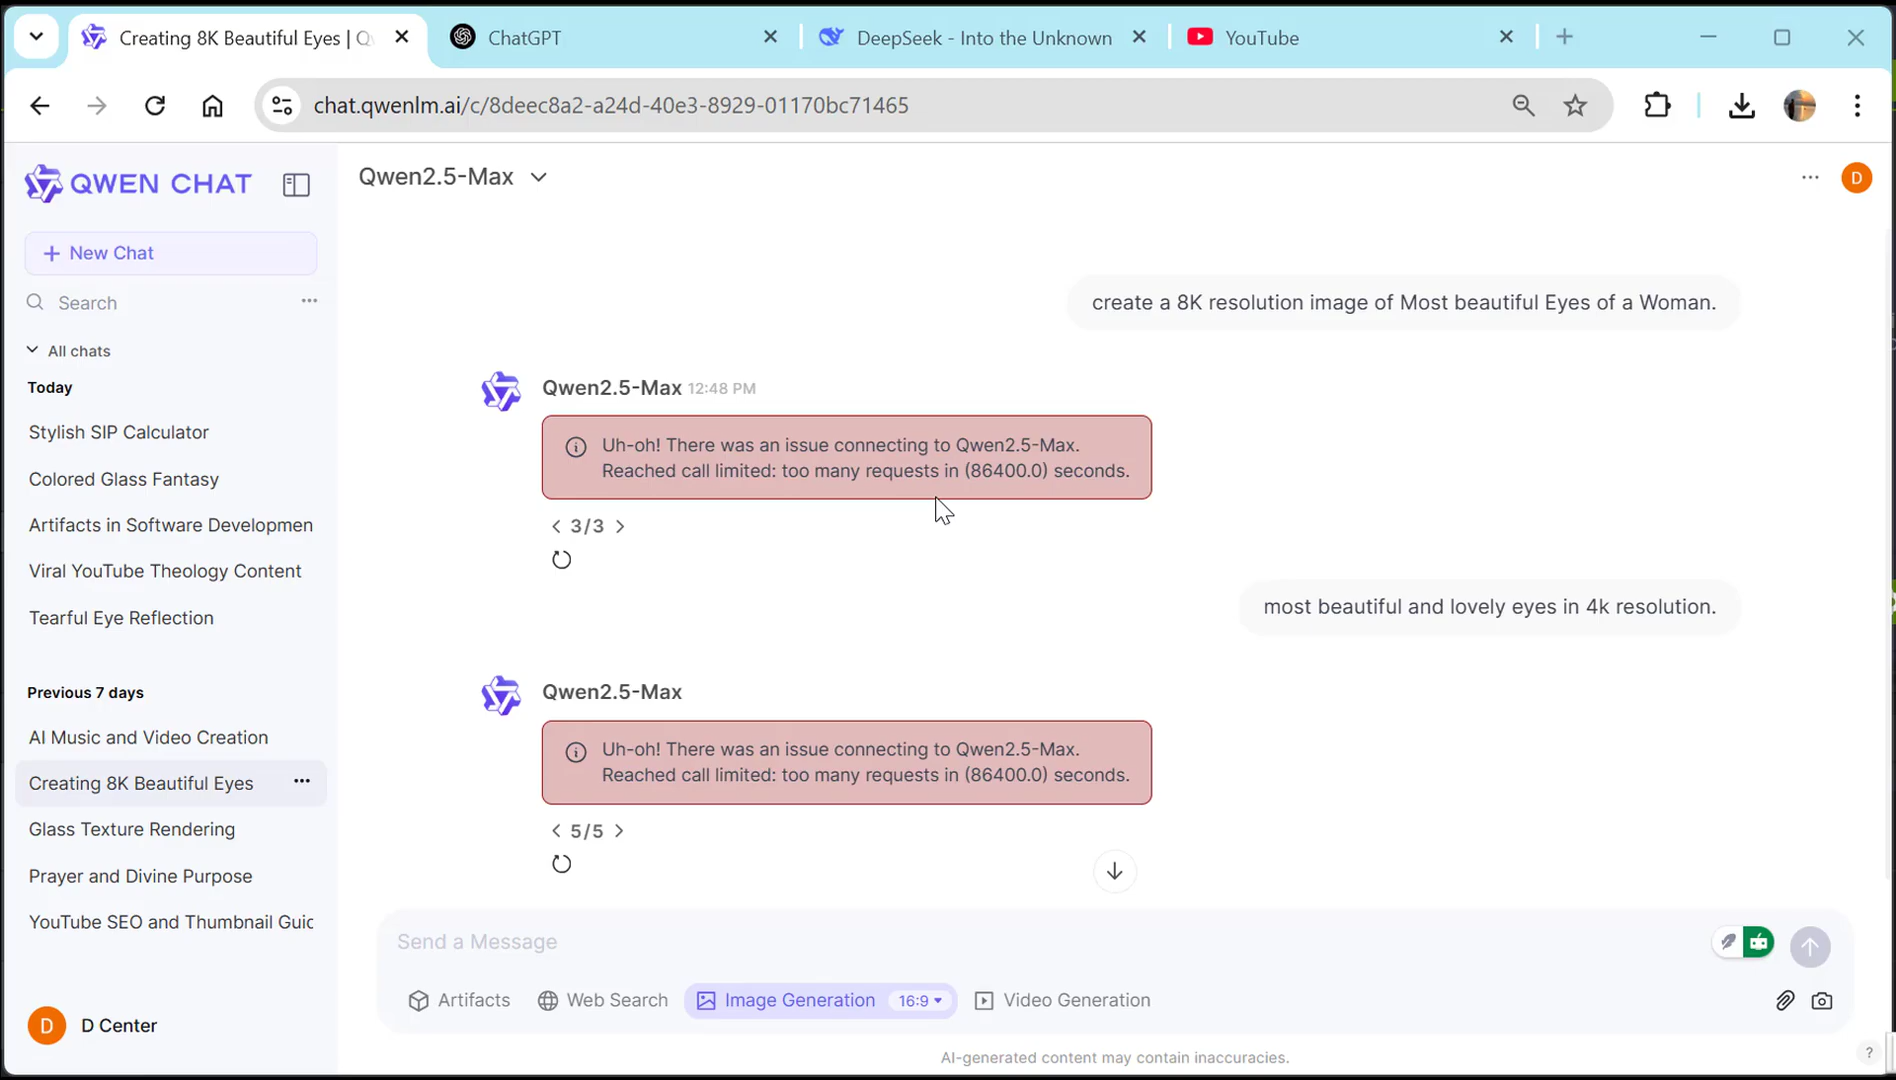 Creating 8K Beautiful Eyes | Q
ChatGPT
DeepSeek - Into the Unknown
YouTube
chat.qwenlm.ai/c/8deec8a2-a24d-40e3-8929-01170bc71465
QWEN CHAT
New Chat
Search
All chats
Today
Stylish SIP Calculator
Colored Glass Fantasy
Artifacts in Software Developmen
Viral YouTube Theology Content
Tearful Eye Reflection
Previous 7 days
AI Music and Video Creation
Creating 8K Beautiful Eyes
Glass Texture Rendering
Prayer and Divine Purpose
YouTube SEO and Thumbnail Guid
D
D Center
Qwen2.5-Max
D
create a 8K resolution image of Most beautiful Eyes of a Woman.
Qwen2.5-Max 12:48 PM
Uh-oh! There was an issue connecting to Qwen2.5-Max.
Reached call limited: too many requests in (86400.0) seconds.
3/3
most beautiful and lovely eyes in 4k resolution.
Qwen2.5-Max
Uh-oh! There was an issue connecting to Qwen2.5-Max.
Reached call limited: too many requests in (86400.0) seconds.
5/5
Send a Message
Artifacts Web Search Image Generation 16:9 Video Generation
AI-generated content may contain inaccuracies.
?